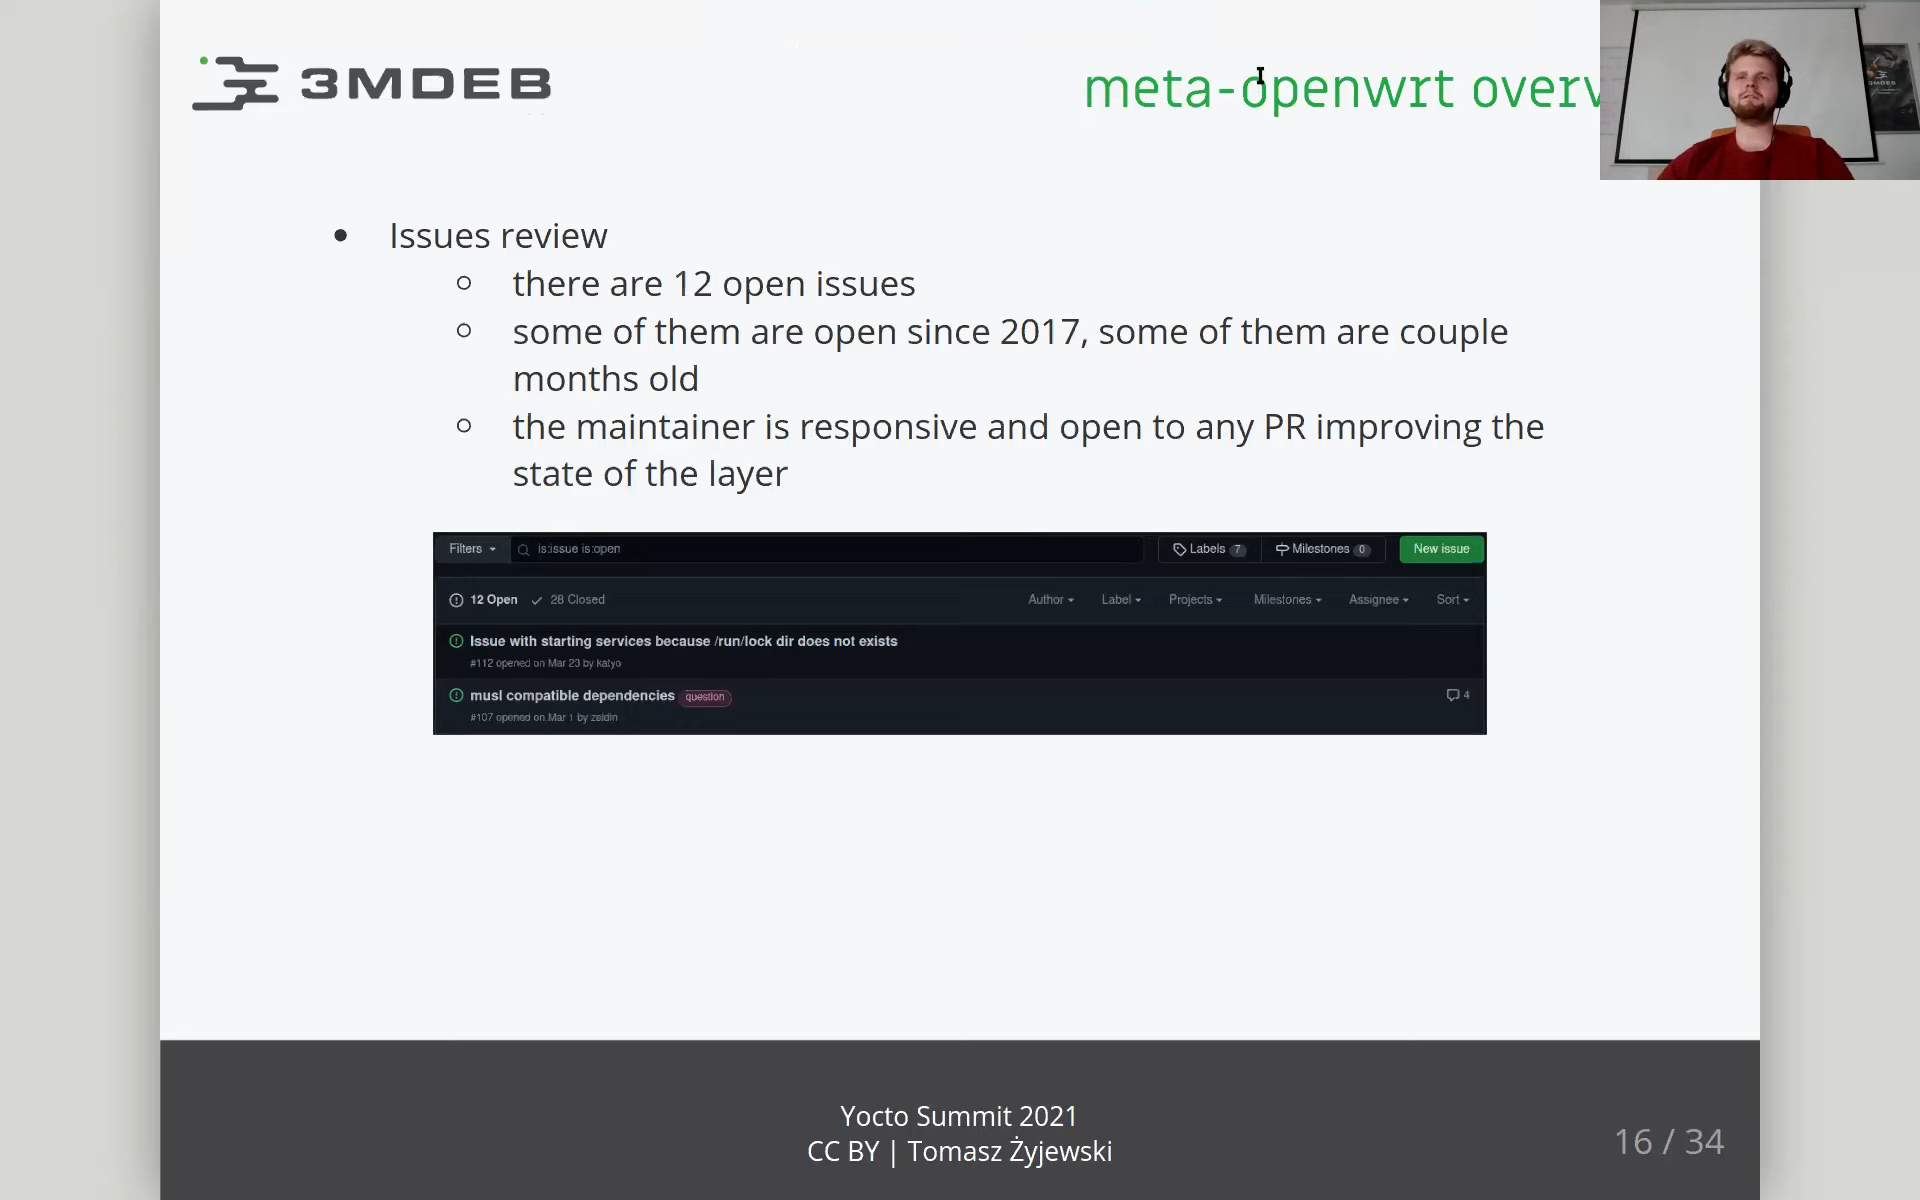 3MDEB
meta-openwrt overv
Issues review
there are 12 open issues
some of them are open since 2017, some of them are couple
months old
the maintainer is responsive and open to any PR improving the
state of the layer
Filters is:issue is:open Labels 7 Milestones 0 New issue
12 Open 28 Closed Author Label Projects Milestones Assignee Sort
Issue with starting services because /run/lock dir does not exists
#112 opened on Mar 23 by katyo
musl compatible dependencies question 4
#107 opened on Mar 1 by zeldin
Yocto Summit 2021
CC BY | Tomasz Żyjewski
16 / 34